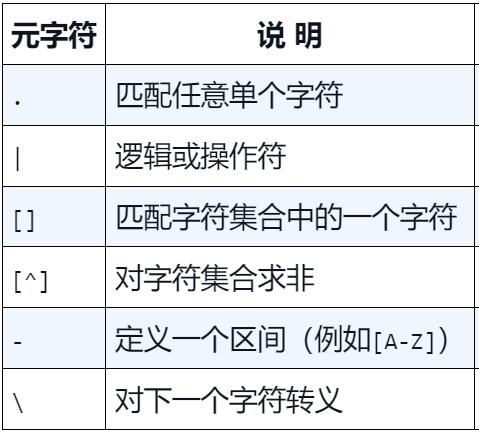 元字符 说 明
. 匹配任意单个字符
| 逻辑或操作符
[] 匹配字符集合中的一个字符
[^] 对字符集合求非
- 定义一个区间（例如[A-Z]）
\ 对下一个字符转义